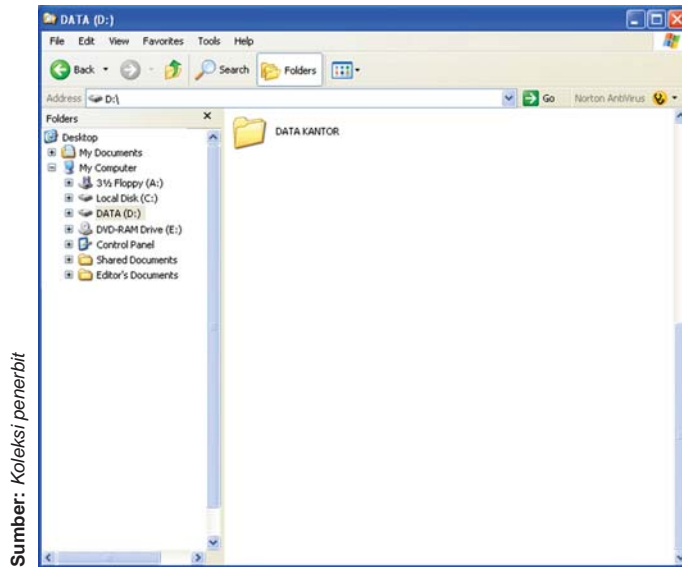 DATA (D:)
File Edit View Favorites Tools Help
Back Search Folders
Address D:\ Go Norton AntiVirus
Folders x
Desktop
My Documents
My Computer
3½ Floppy (A:)
Local Disk (C:)
DATA (D:)
DVD-RAM Drive (E:)
Control Panel
Shared Documents
Editor's Documents
DATA KANTOR
Sumber: Koleksi penerbit